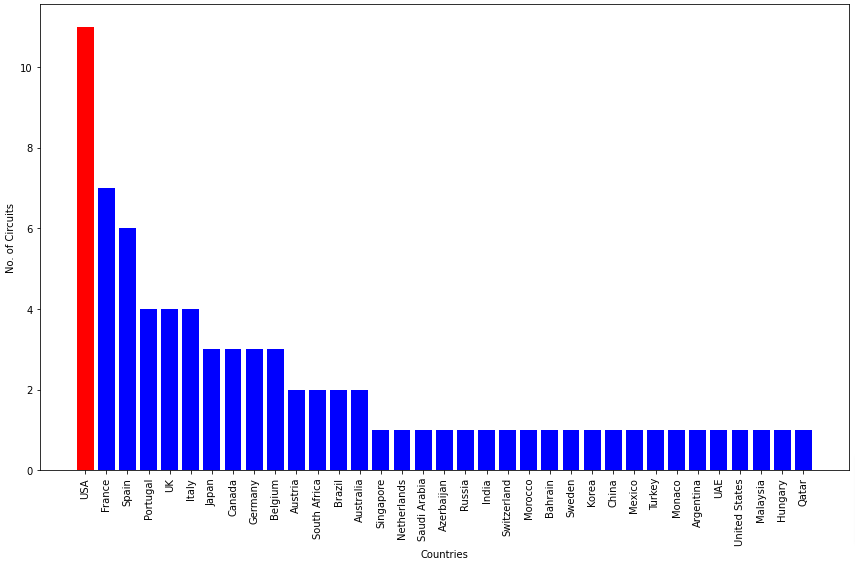 10
8
6
4
2
0
No. of Circuits
USA
France
Spain
Portugal
UK
Italy
Japan
Canada
Germany
Belgium
Austria
South Africa
Brazil
Australia
Singapore
Netherlands
Saudi Arabia
Azerbaijan
Russia
India
Switzerland
Morocco
Bahrain
Sweden
Korea
China
Mexico
Turkey
Monaco
Argentina
UAE
United States
Malaysia
Hungary
Qatar
Countries